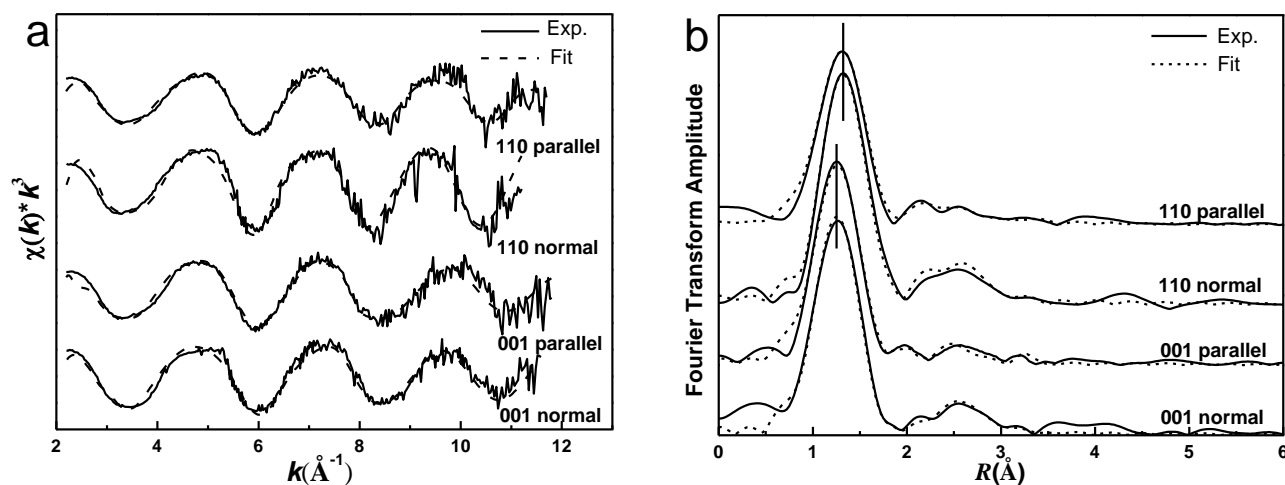 a
Exp.
Fit
110 parallel
110 normal
001 parallel
001 normal
χ(k)*k³
2 4 6 8 10 12
k(Å⁻¹)
b
Exp.
Fit
110 parallel
110 normal
001 parallel
001 normal
Fourier Transform Amplitude
0 1 2 3 4 5 6
R(Å)